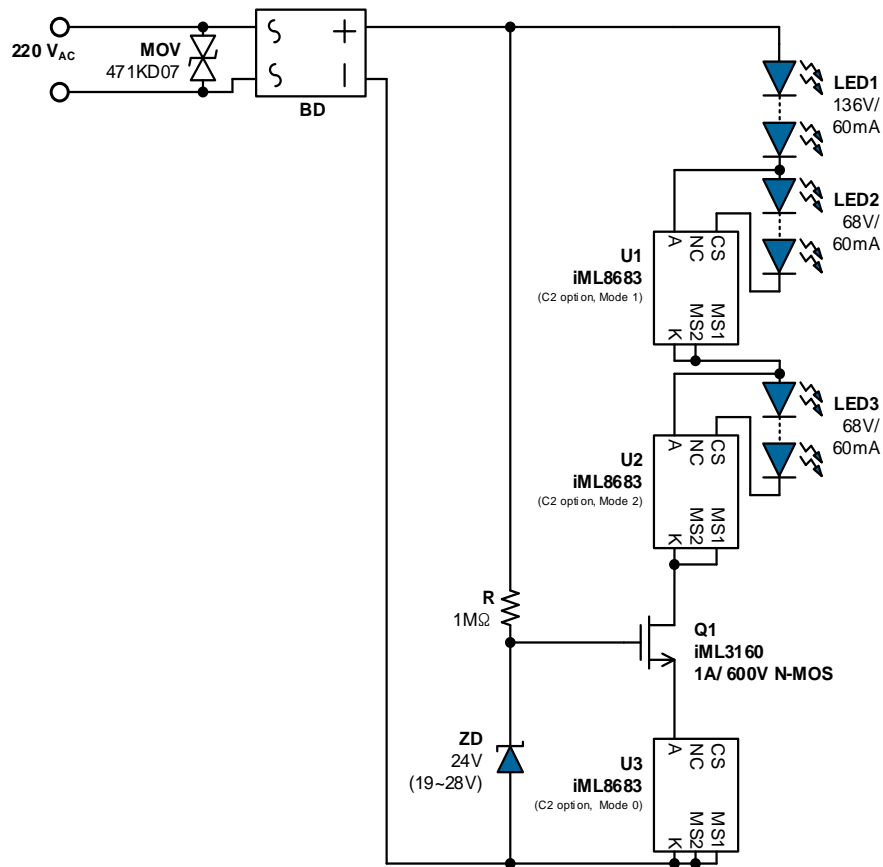 220 VAC
MOV
471KD07
BD
LED1
136V/
60mA
LED2
68V/
60mA
U1
iML8683
(C2 option, Mode 1)
A
NC
CS
K
MS2
MS1
LED3
68V/
60mA
U2
iML8683
(C2 option, Mode 2)
A
NC
CS
K
MS2
MS1
R
1MΩ
Q1
iML3160
1A/ 600V N-MOS
ZD
24V
(19~28V)
U3
iML8683
(C2 option, Mode 0)
A
NC
CS
K
MS2
MS1